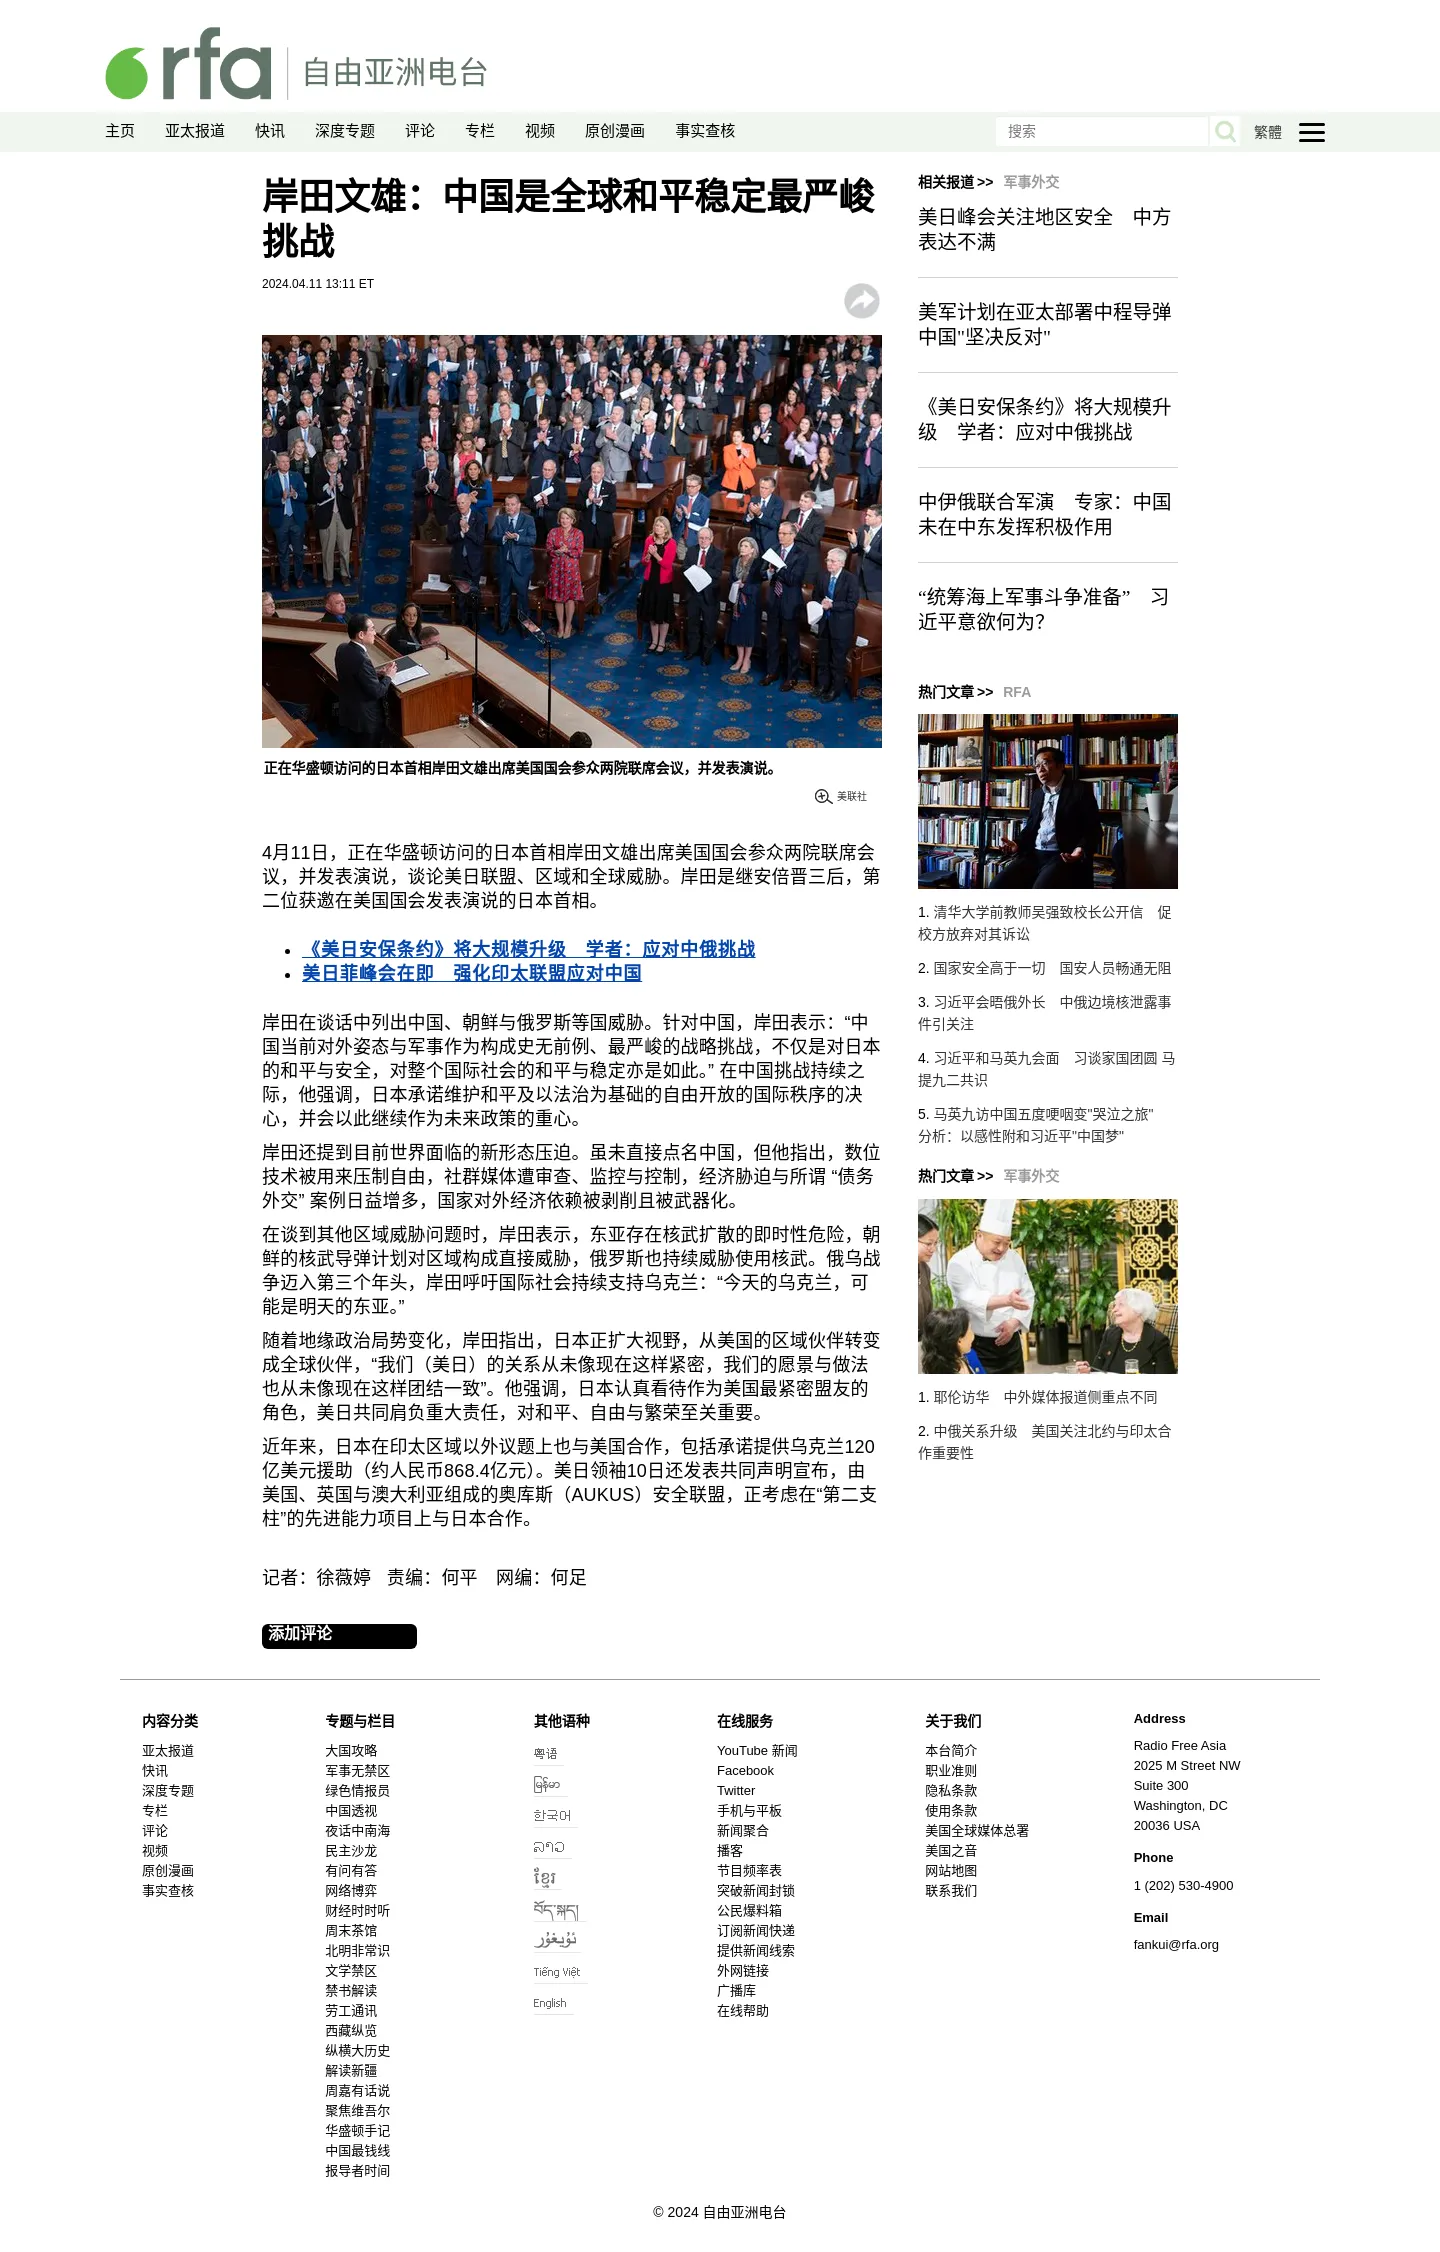 rfa 自由亚洲电台
主页 亚太报道 快讯 深度专题 评论 专栏 视频 原创漫画 事实查核 搜索 繁體
岸田文雄：中国是全球和平稳定最严峻
挑战
2024.04.11 13:11 ET
正在华盛顿访问的日本首相岸田文雄出席美国国会参众两院联席会议，并发表演说。
美联社
4月11日，正在华盛顿访问的日本首相岸田文雄出席美国国会参众两院联席会
议，并发表演说，谈论美日联盟、区域和全球威胁。岸田是继安倍晋三后，第
二位获邀在美国国会发表演说的日本首相。
《美日安保条约》将大规模升级　学者：应对中俄挑战
美日菲峰会在即　强化印太联盟应对中国
岸田在谈话中列出中国、朝鲜与俄罗斯等国威胁。针对中国，岸田表示：“中
国当前对外姿态与军事作为构成史无前例、最严峻的战略挑战，不仅是对日本
的和平与安全，对整个国际社会的和平与稳定亦是如此。” 在中国挑战持续之
际，他强调，日本承诺维护和平及以法治为基础的自由开放的国际秩序的决
心，并会以此继续作为未来政策的重心。
岸田还提到目前世界面临的新形态压迫。虽未直接点名中国，但他指出，数位
技术被用来压制自由，社群媒体遭审查、监控与控制，经济胁迫与所谓 “债务
外交” 案例日益增多，国家对外经济依赖被剥削且被武器化。
在谈到其他区域威胁问题时，岸田表示，东亚存在核武扩散的即时性危险，朝
鲜的核武导弹计划对区域构成直接威胁，俄罗斯也持续威胁使用核武。俄乌战
争迈入第三个年头，岸田呼吁国际社会持续支持乌克兰：“今天的乌克兰，可
能是明天的东亚。”
随着地缘政治局势变化，岸田指出，日本正扩大视野，从美国的区域伙伴转变
成全球伙伴，“我们（美日）的关系从未像现在这样紧密，我们的愿景与做法
也从未像现在这样团结一致”。他强调，日本认真看待作为美国最紧密盟友的
角色，美日共同肩负重大责任，对和平、自由与繁荣至关重要。
近年来，日本在印太区域以外议题上也与美国合作，包括承诺提供乌克兰120
亿美元援助（约人民币868.4亿元）。美日领袖10日还发表共同声明宣布，由
美国、英国与澳大利亚组成的奥库斯（AUKUS）安全联盟，正考虑在“第二支
柱”的先进能力项目上与日本合作。
记者：徐薇婷　责编：何平　网编：何足
添加评论
相关报道 >> 军事外交
美日峰会关注地区安全　中方
表达不满
美军计划在亚太部署中程导弹
中国"坚决反对"
《美日安保条约》将大规模升
级　学者：应对中俄挑战
中伊俄联合军演　专家：中国
未在中东发挥积极作用
“统筹海上军事斗争准备”　习
近平意欲何为？
热门文章 >> RFA
1. 清华大学前教师吴强致校长公开信　促
校方放弃对其诉讼
2. 国家安全高于一切　国安人员畅通无阻
3. 习近平会晤俄外长　中俄边境核泄露事
件引关注
4. 习近平和马英九会面　习谈家国团圆 马
提九二共识
5. 马英九访中国五度哽咽变"哭泣之旅"
分析：以感性附和习近平"中国梦"
热门文章 >> 军事外交
1. 耶伦访华　中外媒体报道侧重点不同
2. 中俄关系升级　美国关注北约与印太合
作重要性
内容分类
亚太报道
快讯
深度专题
专栏
评论
视频
原创漫画
事实查核
专题与栏目
大国攻略
军事无禁区
绿色情报员
中国透视
夜话中南海
民主沙龙
有问有答
网络博弈
财经时时听
周末茶馆
北明非常识
文学禁区
禁书解读
劳工通讯
西藏纵览
纵横大历史
解读新疆
周嘉有话说
聚焦维吾尔
华盛顿手记
中国最钱线
报导者时间
其他语种
粤语
မြန်မာ
한국어
ລາວ
ខ្មែរ
བོད་སྐད།
ئۇيغۇر
Tiếng Việt
English
在线服务
YouTube 新闻
Facebook
Twitter
手机与平板
新闻聚合
播客
节目频率表
突破新闻封锁
公民爆料箱
订阅新闻快递
提供新闻线索
外网链接
广播库
在线帮助
关于我们
本台简介
职业准则
隐私条款
使用条款
美国全球媒体总署
美国之音
网站地图
联系我们
Address
Radio Free Asia
2025 M Street NW
Suite 300
Washington, DC
20036 USA
Phone
1 (202) 530-4900
Email
fankui@rfa.org
© 2024 自由亚洲电台